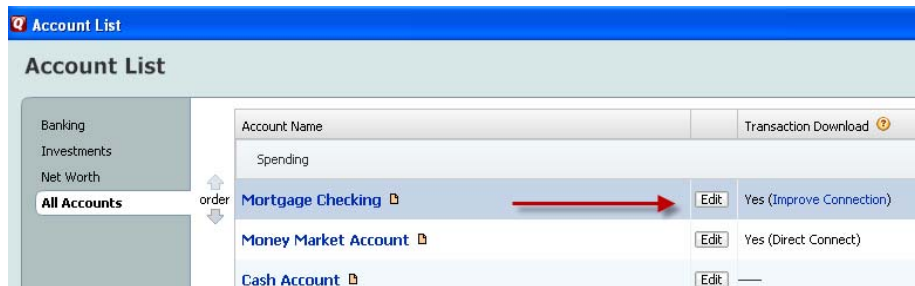 Account List
Account List
Banking
Investments
Net Worth
All Accounts
order
Account Name Transaction Download ?
Spending
Mortgage Checking Edit Yes (Improve Connection)
Money Market Account Edit Yes (Direct Connect)
Cash Account Edit —